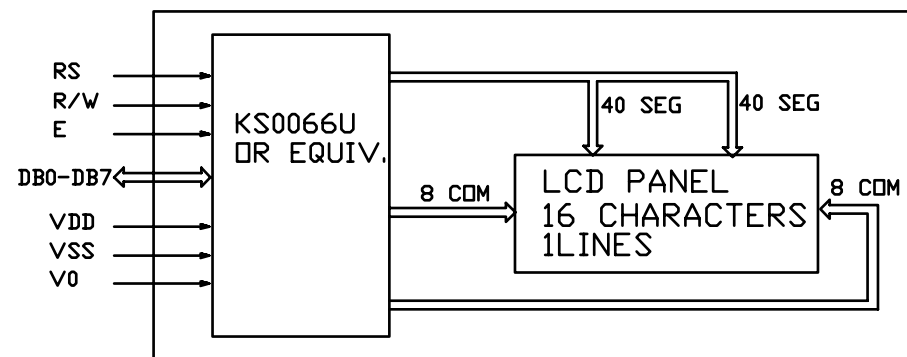 RS
R/W
E
DB0-DB7
VDD
VSS
V0
KS0066U
OR EQUIV.
40 SEG
40 SEG
8 COM
LCD PANEL
16 CHARACTERS
1LINES
8 COM